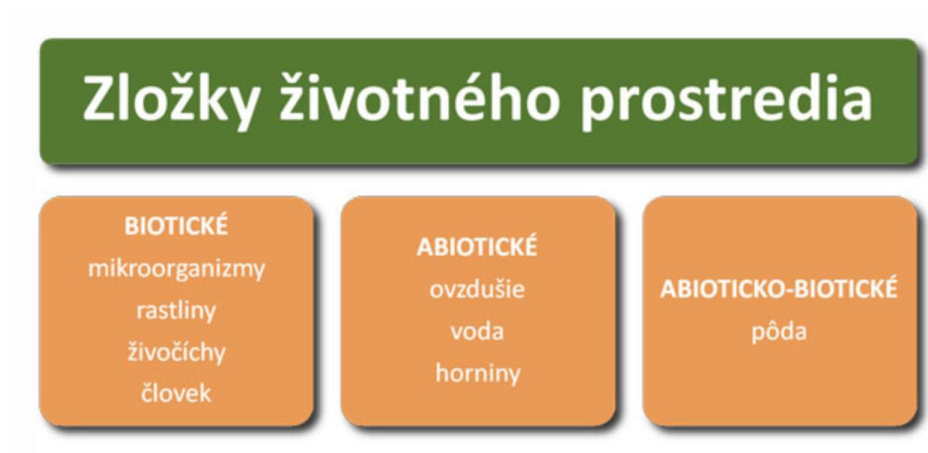 Zložky životného prostredia
BIOTICKÉ
mikroorganizmy
rastliny
živočíchy
človek
ABIOTICKÉ
ovzdušie
voda
horniny
ABIOTICKO-BIOTICKÉ
pôda